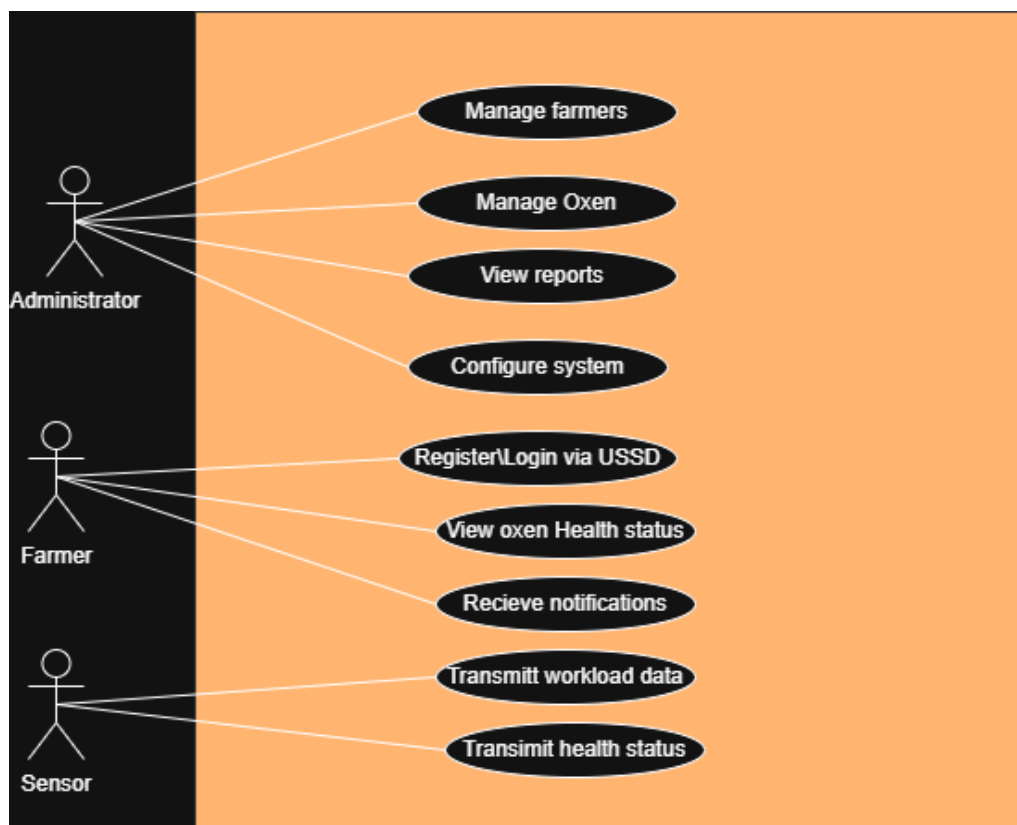 Manage farmers
Manage Oxen
View reports
Administrator
Configure system
Register\Login via USSD
View oxen Health status
Farmer
Recieve notifications
Transmitt workload data
Transimit health status
Sensor